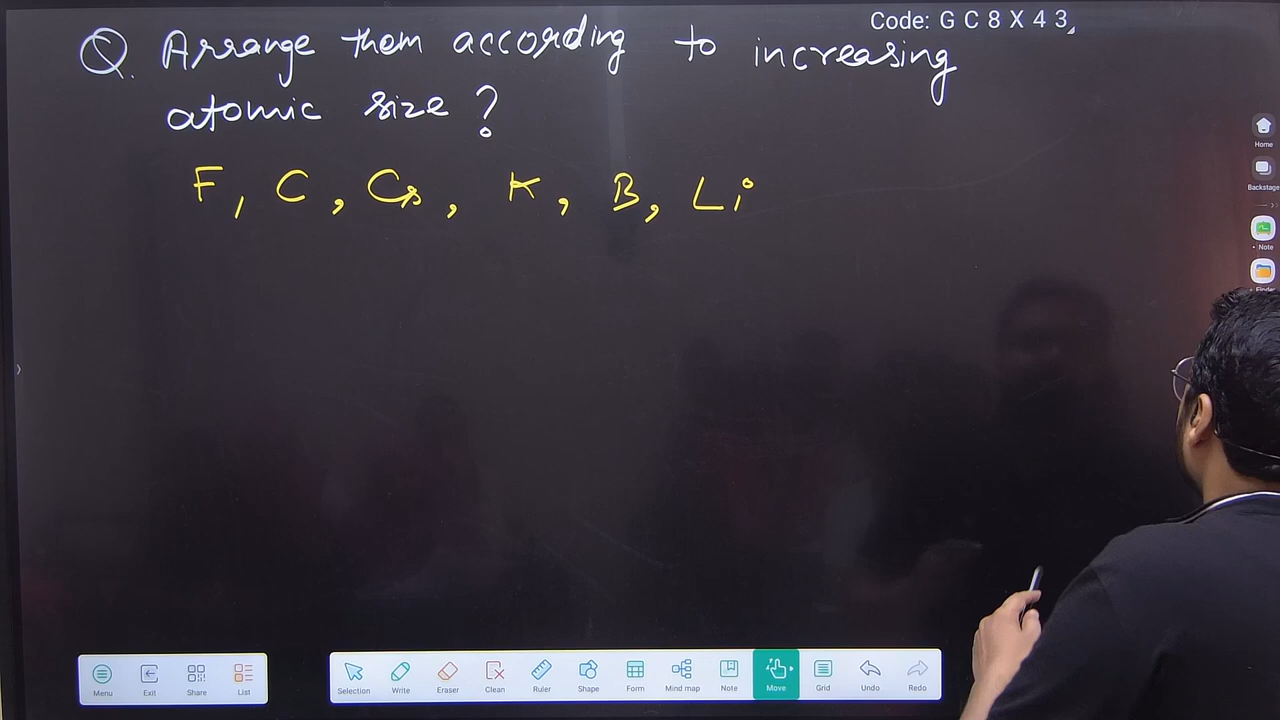 Code: G C 8 X 4 3
Q. Arrange them according to increasing
atomic size ?
F, C, Cs, K, B, Li
Home
Backstage
Note
Finder
Menu
Exit
Share
List
Selection
Write
Eraser
Clean
Ruler
Shape
Form
Mind map
Note
Move
Grid
Undo
Redo